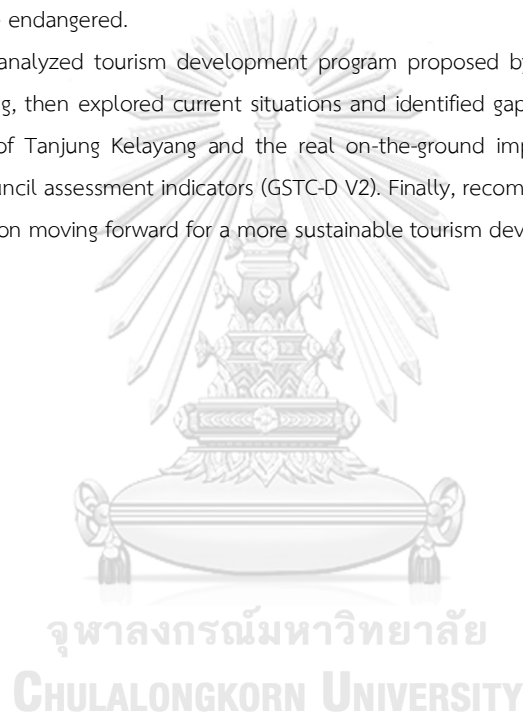 endangered.
analyzed tourism development program proposed by
g, then explored current situations and identified gap
of Tanjung Kelayang and the real on-the-ground imp
uncil assessment indicators (GSTC-D V2). Finally, recom
on moving forward for a more sustainable tourism dev
จุฬาลงกรณ์มหาวิทยาลัย
CHULALONGKORN UNIVERSITY